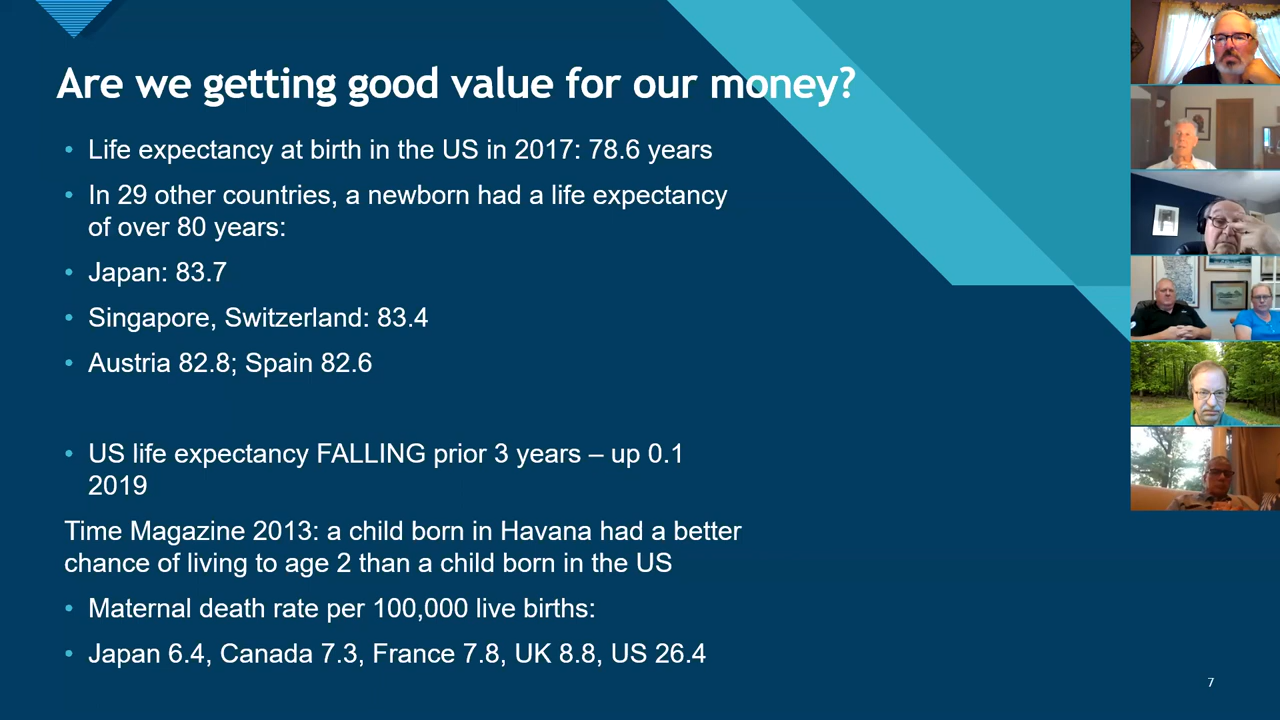 Are we getting good value for our money?
• Life expectancy at birth in the US in 2017: 78.6 years
• In 29 other countries, a newborn had a life expectancy
of over 80 years:
• Japan: 83.7
• Singapore, Switzerland: 83.4
• Austria 82.8; Spain 82.6
• US life expectancy FALLING prior 3 years – up 0.1
2019
Time Magazine 2013: a child born in Havana had a better
chance of living to age 2 than a child born in the US
• Maternal death rate per 100,000 live births:
• Japan 6.4, Canada 7.3, France 7.8, UK 8.8, US 26.4
7